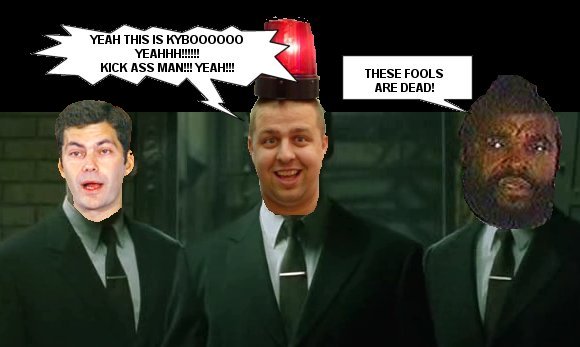 YEAH THIS IS KYBOOOOOO
YEAHHH!!!!!!
KICK ASS MAN!!! YEAH!!!
THESE FOOLS
ARE DEAD!